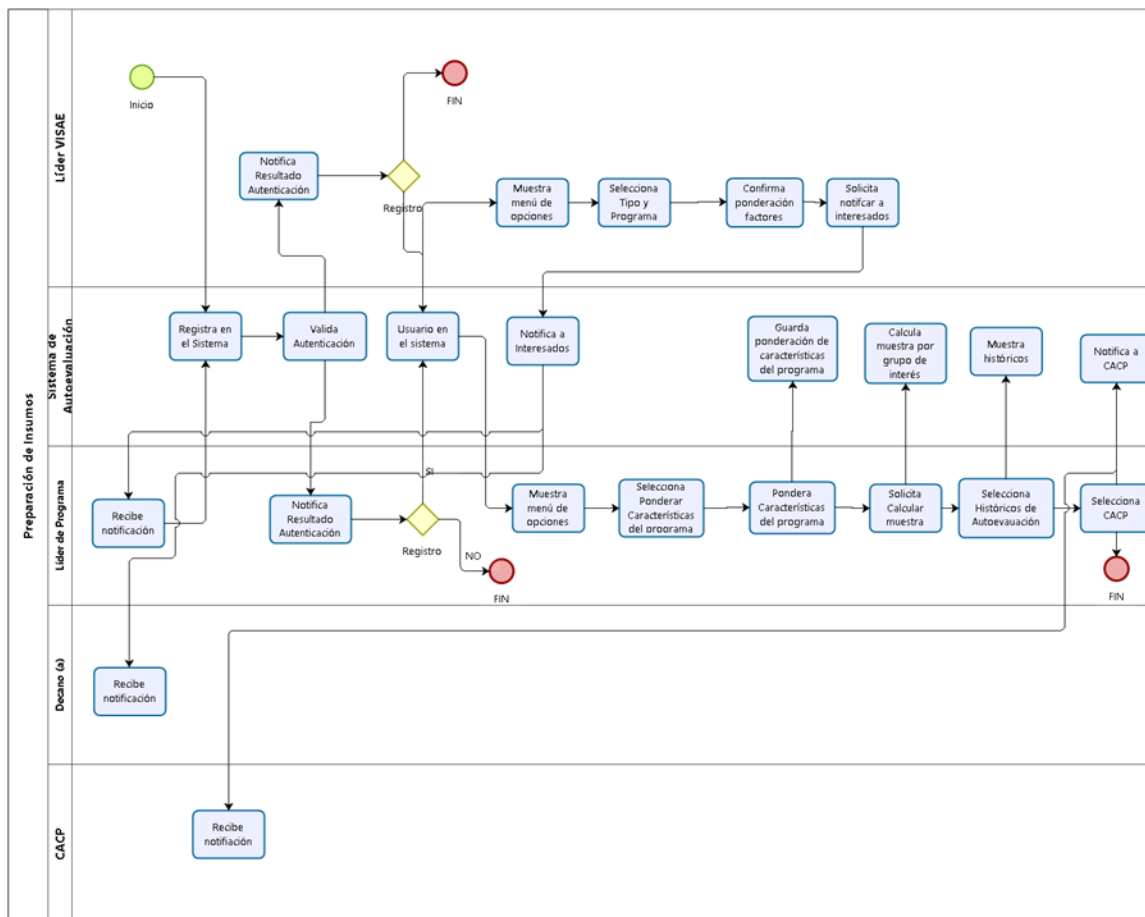 Preparación de Insumos
Líder VISAE
Inicio
FIN
Notifica
Resultado
Autenticación
Registro
Muestra
menú de
opciones
Selecciona
Tipo y
Programa
Confirma
ponderación
factores
Solicita
notifcar a
interesados
Sistema de
Autoevaluación
Registra en
el Sistema
Valida
Autenticación
Usuario en
el sistema
Notifica a
Interesados
Guarda
ponderación de
características
del programa
Calcula
muestra por
grupo de
interés
Muestra
históricos
Notifica a
CACP
Líder de Programa
Recibe
notificación
Notifica
Resultado
Autenticación
SI
Registro
NO
FIN
Muestra
menú de
opciones
Selecciona
Ponderar
Características
del programa
Pondera
Características
del programa
Solicita
Calcular
muestra
Selecciona
Históricos de
Autoevauación
Selecciona
CACP
FIN
Decano (a)
Recibe
notificación
CACP
Recibe
notifiación